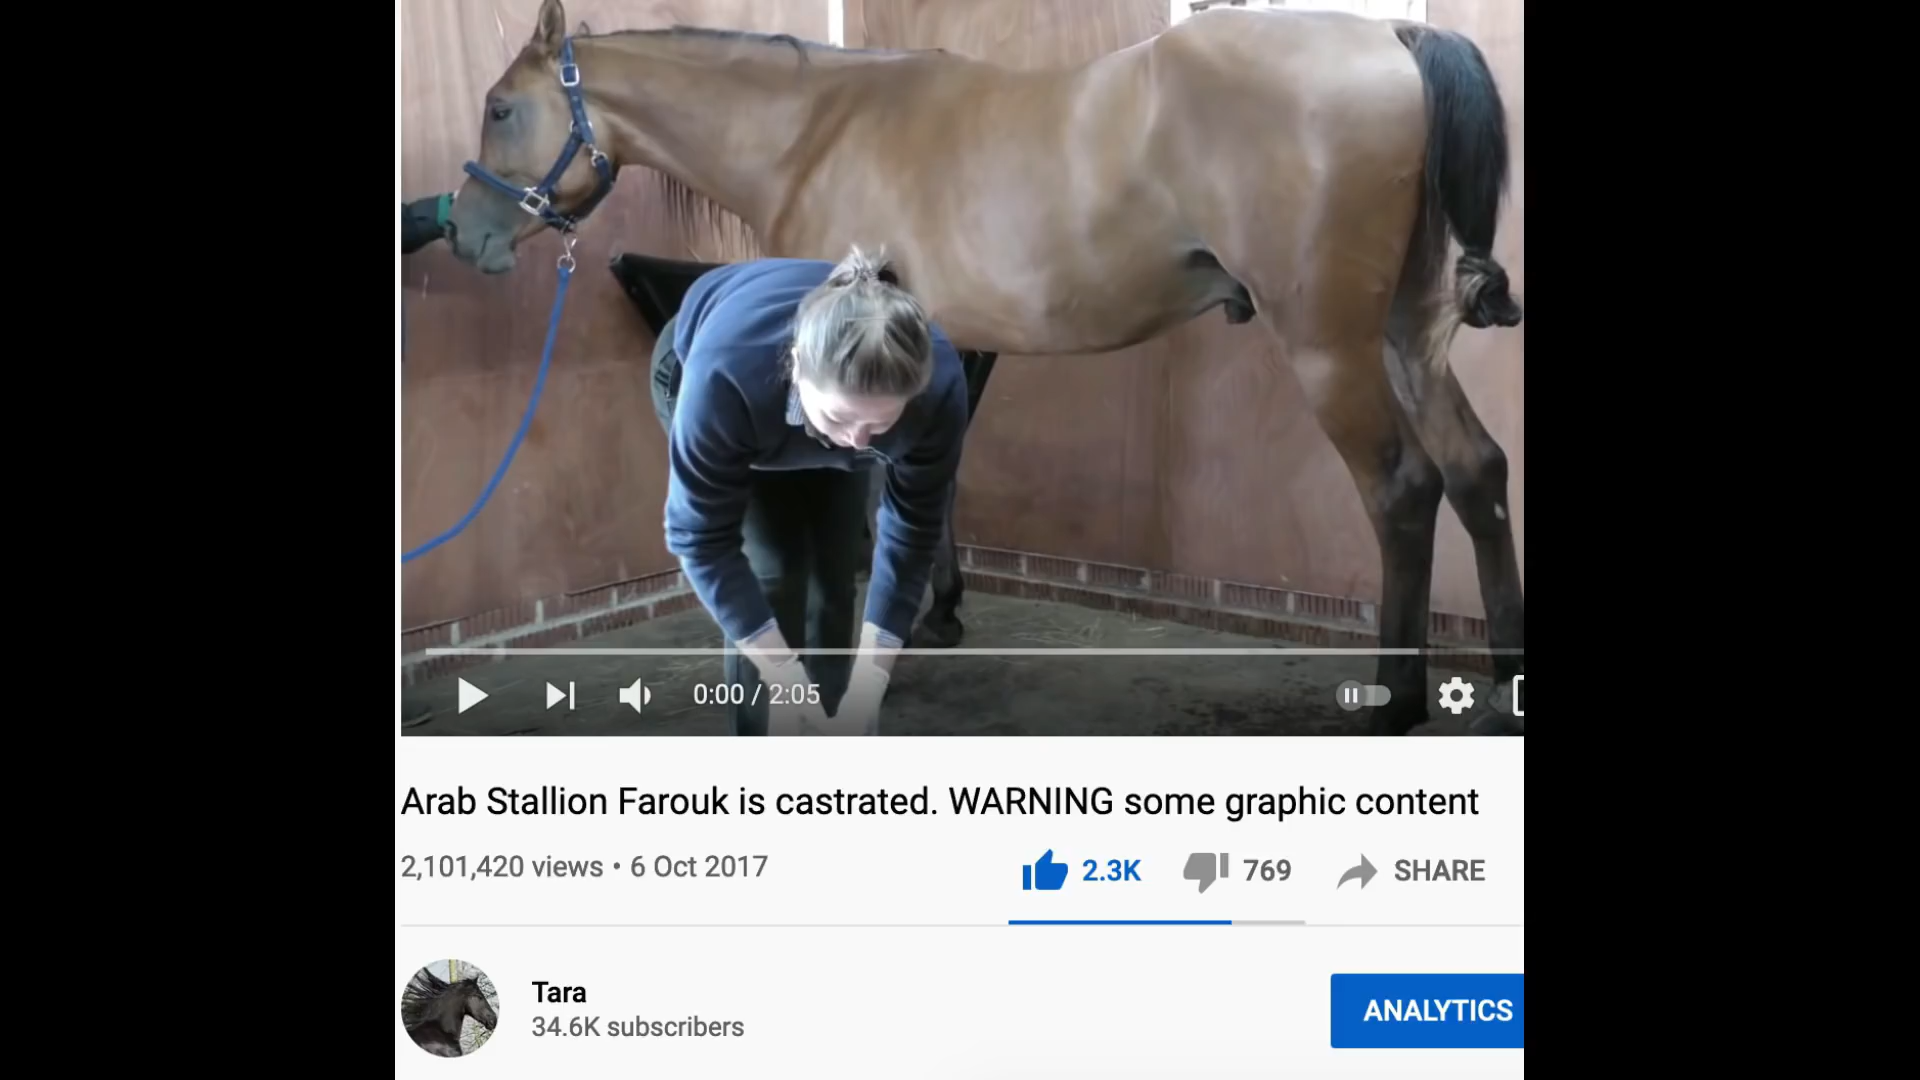 0:00 / 2:05
Arab Stallion Farouk is castrated. WARNING some graphic content
2,101,420 views • 6 Oct 2017
2.3K
769
SHARE
Tara
34.6K subscribers
ANALYTICS